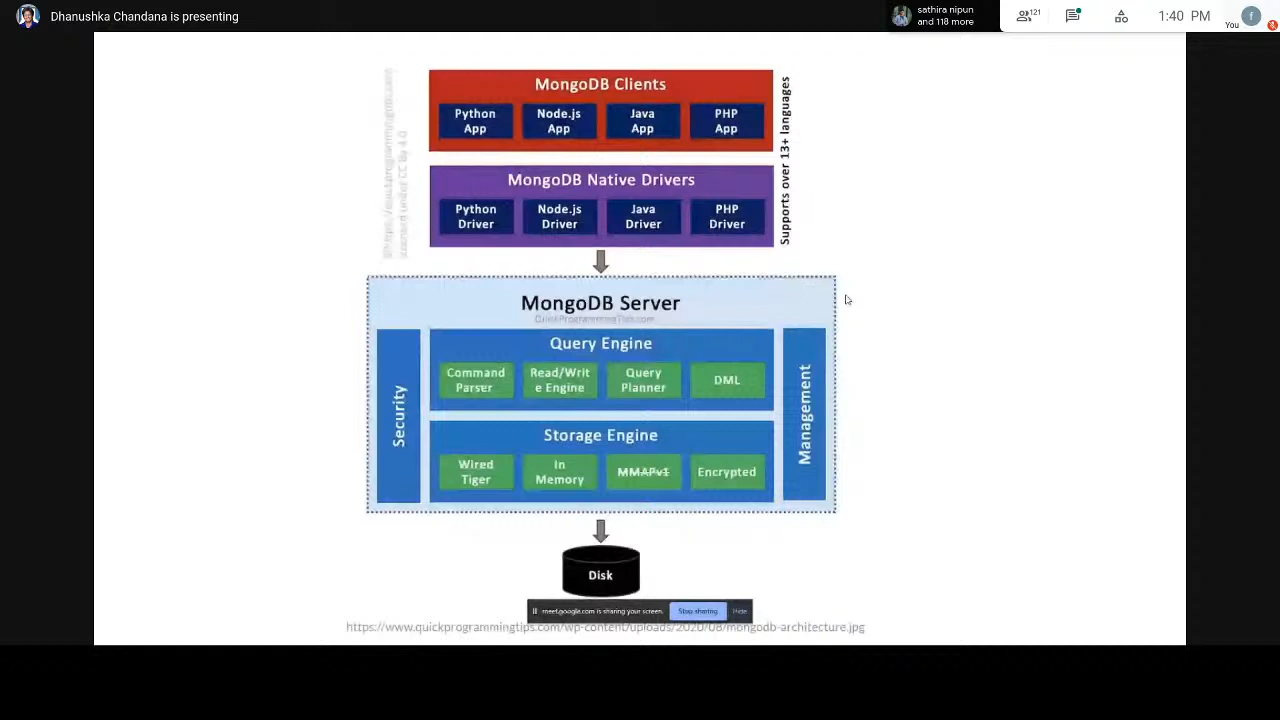 Dhanushka Chandana is presenting
sathira nipun
and 118 more
121
1:40 PM
You
f
MongoDB Clients
Python
App
Node.js
App
Java
App
PHP
App
Supports over 13+ languages
MongoDB Native Drivers
Python
Driver
Node.js
Driver
Java
Driver
PHP
Driver
MongoDB Server
QuickProgrammingTips.com
Security
Query Engine
Command
Parser
Read/Writ
e Engine
Query
Planner
DML
Management
Storage Engine
Wired
Tiger
In
Memory
MMAPv1
Encrypted
Disk
meet.google.com is sharing your screen.
Stop sharing
Hide
https://www.quickprogrammingtips.com/wp-content/uploads/2020/08/mongodb-architecture.jpg